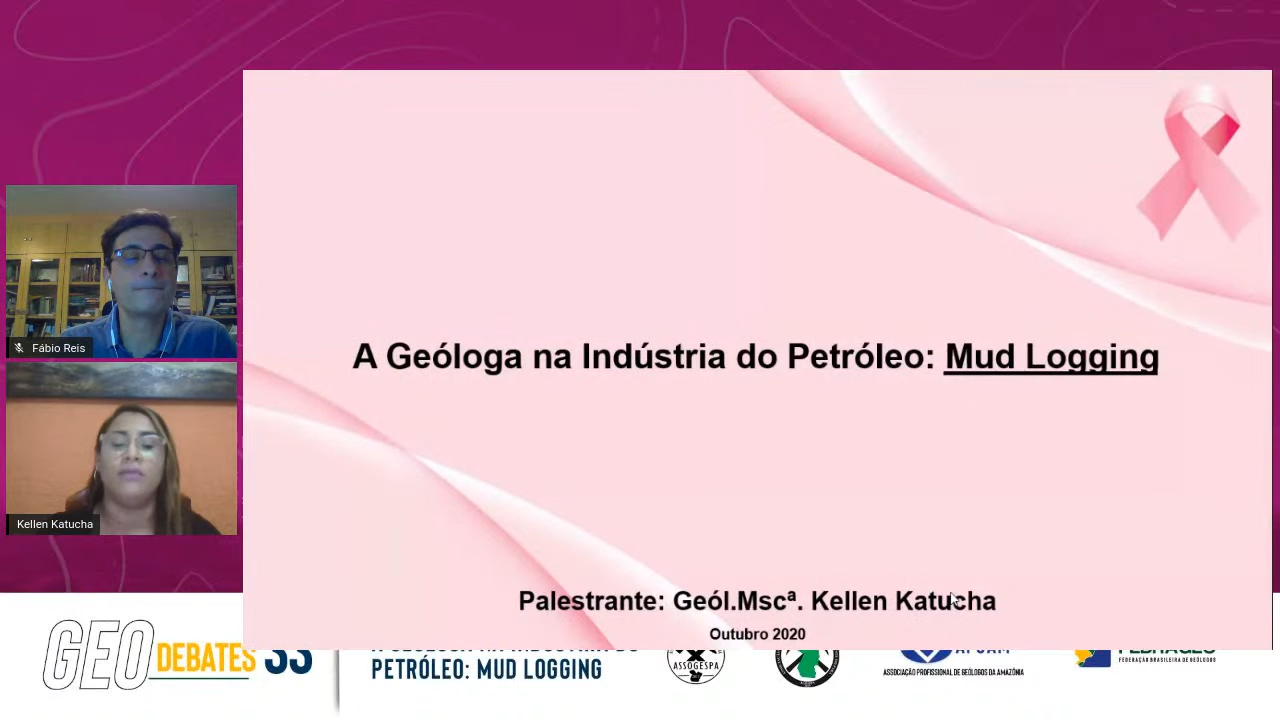 A Geóloga na Indústria do Petróleo: Mud Logging
Fábio Reis
Kellen Katucha
Palestrante: Geól.Mscª. Kellen Katucha
Outubro 2020
GEO DEBATES 33
PETRÓLEO: MUD LOGGING
ASSOGESPA
ASSOCIAÇÃO PROFISSIONAL DE GEÓLOGOS DA AMAZÔNIA
FEDERAÇÃO BRASILEIRA DE GEÓLOGOS